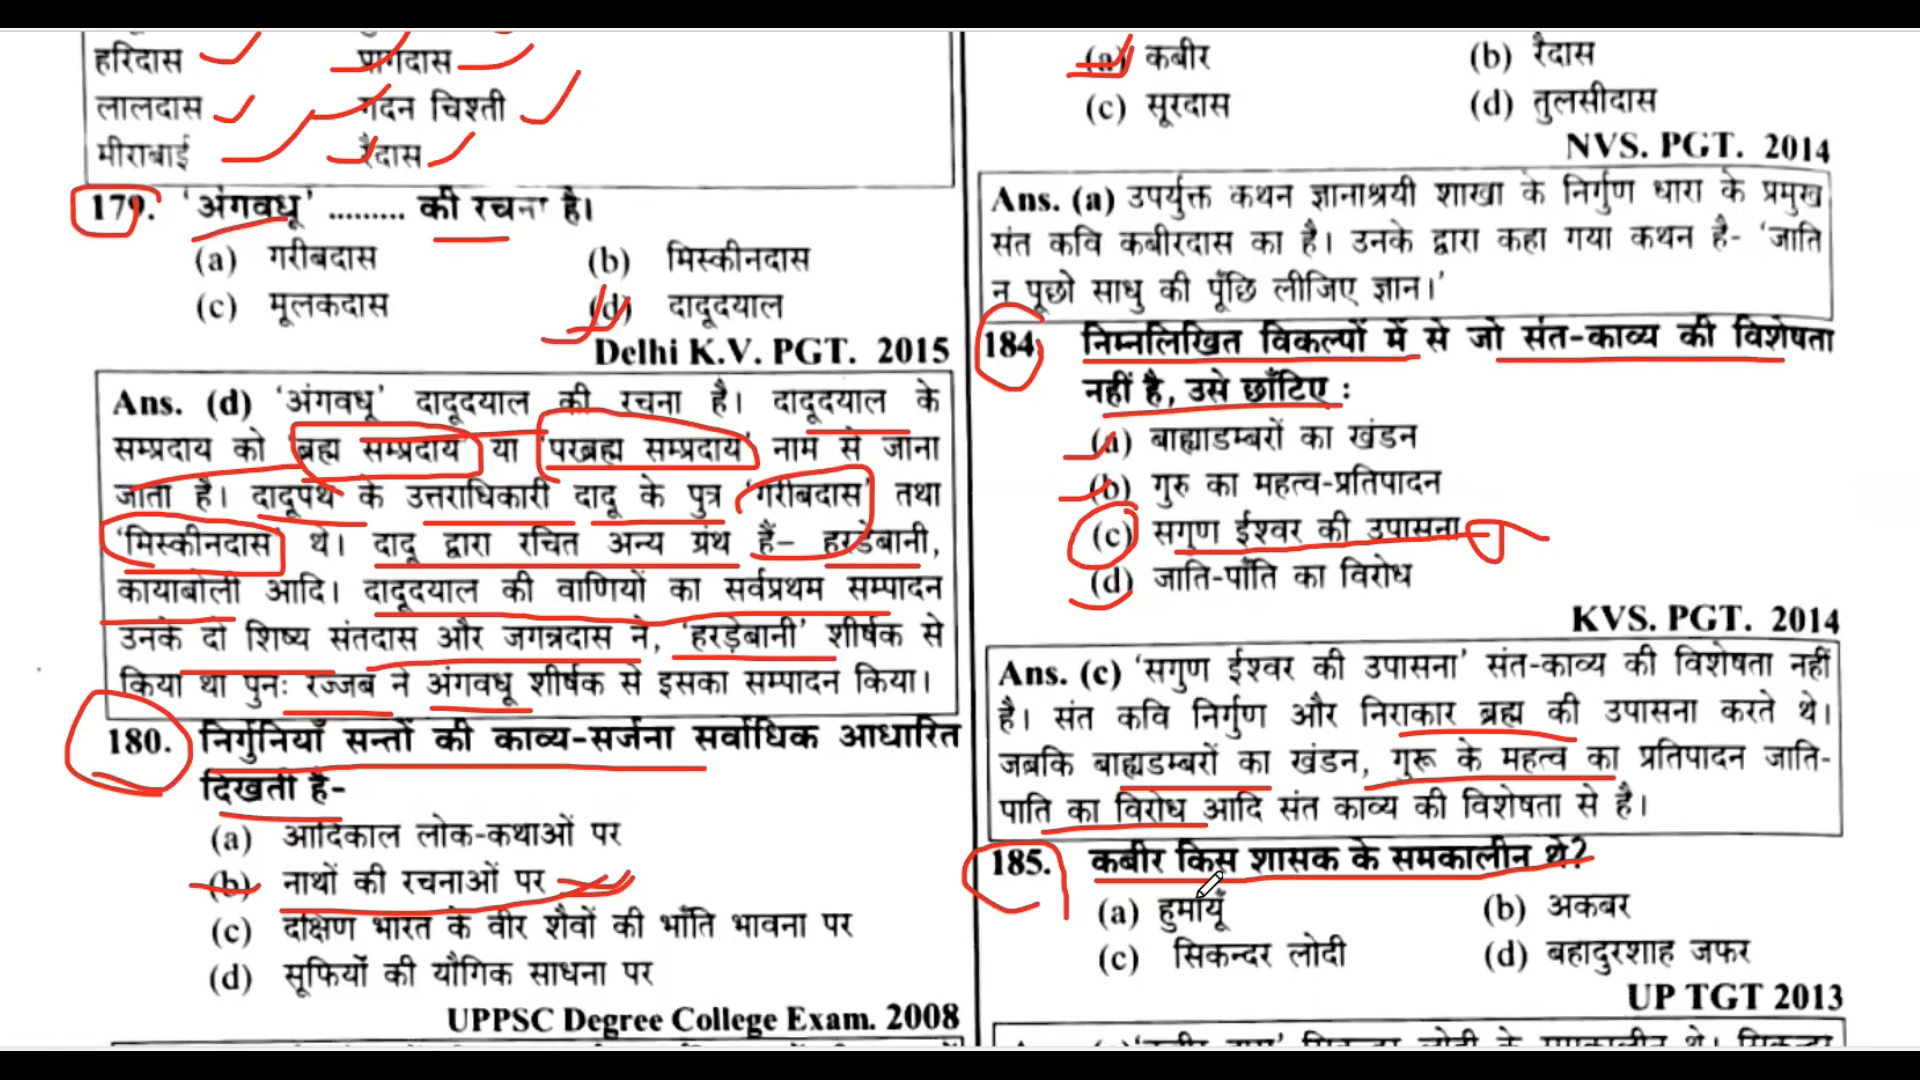 हरिदास प्रागदास
लालदास गदन चिश्ती
मीराबाई रैदास
179. 'अंगवधू' ......... की रचना है।
(a) गरीबदास (b) मिस्कीनदास
(c) मूलकदास (d) दादूदयाल
Delhi K.V. PGT. 2015
Ans. (d) 'अंगवधू' दादूदयाल की रचना है। दादूदयाल के
सम्प्रदाय को 'ब्रह्म सम्प्रदाय' या 'परब्रह्म सम्प्रदाय' नाम से जाना
जाता है। दादूपंथ के उत्तराधिकारी दादू के पुत्र 'गरीबदास' तथा
'मिस्कीनदास' थे। दादू द्वारा रचित अन्य ग्रंथ हैं– हरडेबानी,
कायाबोली आदि। दादूदयाल की वाणियों का सर्वप्रथम सम्पादन
उनके दो शिष्य संतदास और जगन्नदास ने, 'हरड़ेबानी' शीर्षक से
किया था पुनः रज्जब ने अंगवधू शीर्षक से इसका सम्पादन किया।
180. निर्गुनियाँ सन्तों की काव्य-सर्जना सर्वाधिक आधारित
दिखती है–
(a) आदिकाल लोक-कथाओं पर
(b) नाथों की रचनाओं पर
(c) दक्षिण भारत के वीर शैवों की भाँति भावना पर
(d) सूफियों की यौगिक साधना पर
UPPSC Degree College Exam. 2008
(a) कबीर (b) रैदास
(c) सूरदास (d) तुलसीदास
NVS. PGT. 2014
Ans. (a) उपर्युक्त कथन ज्ञानाश्रयी शाखा के निर्गुण धारा के प्रमुख
संत कवि कबीरदास का है। उनके द्वारा कहा गया कथन है- 'जाति
न पूछो साधु की पूँछि लीजिए ज्ञान।'
184. निम्नलिखित विकल्पों में से जो संत-काव्य की विशेषता
नहीं है, उसे छाँटिए :
(a) बाह्याडम्बरों का खंडन
(b) गुरु का महत्व-प्रतिपादन
(c) सगुण ईश्वर की उपासना
(d) जाति-पाँति का विरोध
KVS. PGT. 2014
Ans. (c) 'सगुण ईश्वर की उपासना' संत-काव्य की विशेषता नहीं
है। संत कवि निर्गुण और निराकार ब्रह्म की उपासना करते थे।
जबकि बाह्यडम्बरों का खंडन, गुरू के महत्व का प्रतिपादन जाति-
पाति का विरोध आदि संत काव्य की विशेषता से है।
185. कबीर किस शासक के समकालीन थे?
(a) हुमायूँ (b) अकबर
(c) सिकन्दर लोदी (d) बहादुरशाह जफर
UP TGT 2013